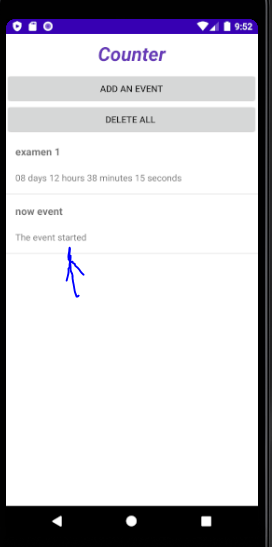 9:52
Counter
ADD AN EVENT
DELETE ALL
examen 1
08 days 12 hours 38 minutes 15 seconds
now event
The event started